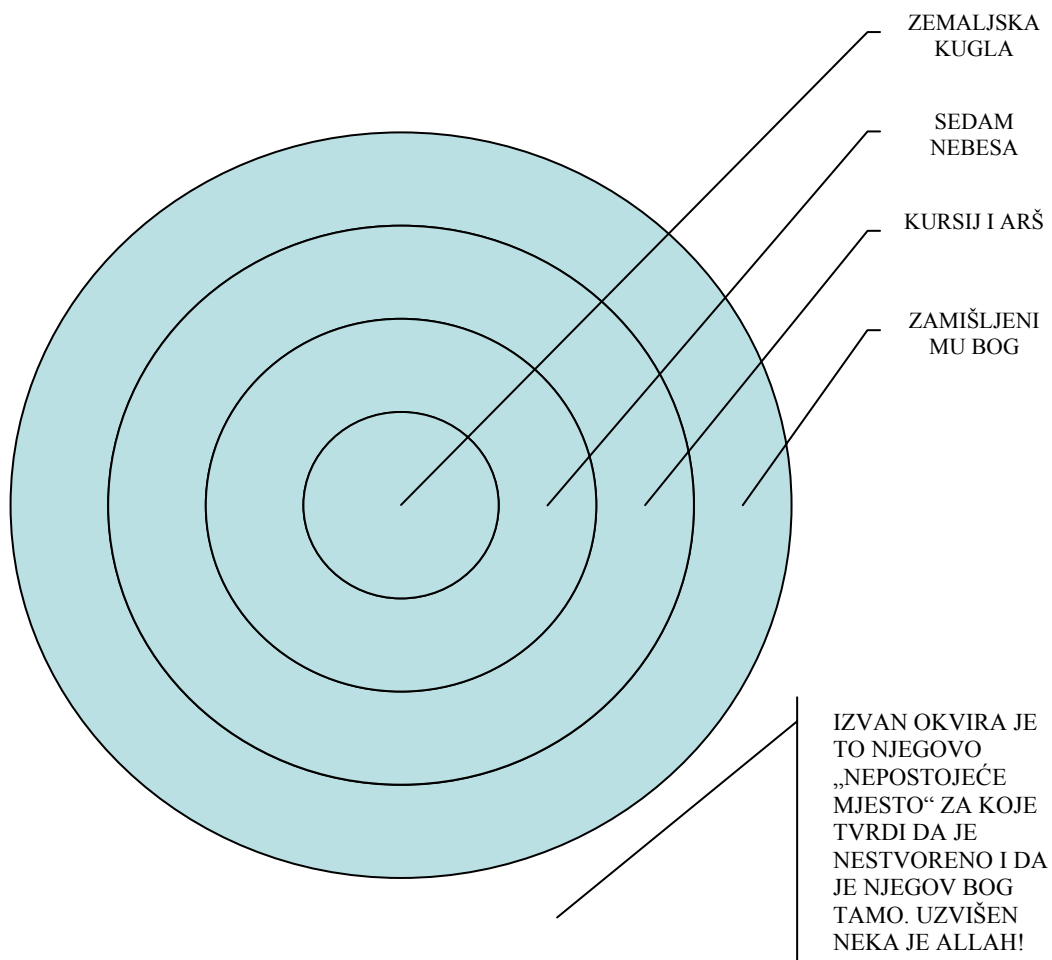 ZEMALJSKA
KUGLA
SEDAM
NEBESA
KURSIJ I ARŠ
ZAMIŠLJENI
MU BOG
IZVAN OKVIRA JE
TO NJEGOVO
„NEPOSTOJEĆE
MJESTO“ ZA KOJE
TVRDI DA JE
NESTVORENO I DA
JE NJEGOV BOG
TAMO. UZVIŠEN
NEKA JE ALLAH!